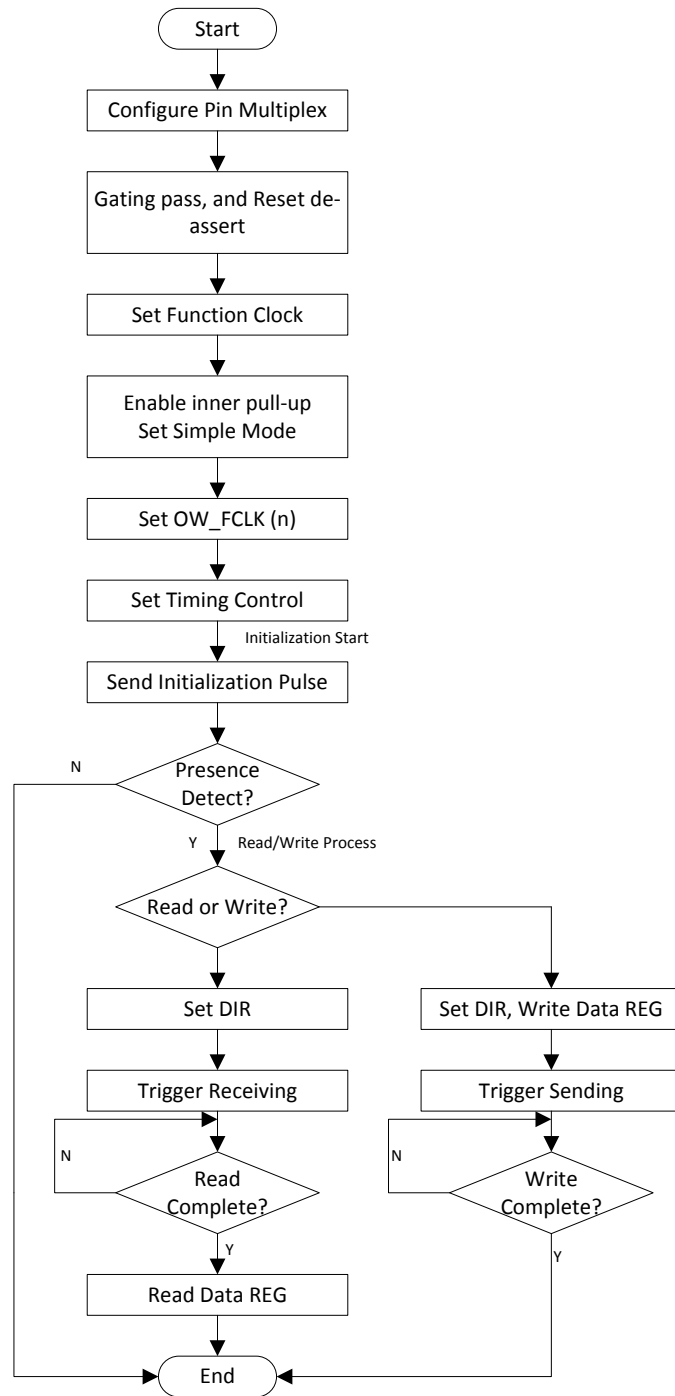 Start
Configure Pin Multiplex
Gating pass, and Reset de-
assert
Set Function Clock
Enable inner pull-up
Set Simple Mode
Set OW_FCLK (n)
Set Timing Control
Initialization Start
Send Initialization Pulse
N
Presence
Detect?
Y
Read/Write Process
Read or Write?
Set DIR
Set DIR, Write Data REG
Trigger Receiving
Trigger Sending
N
Read
Complete?
N
Write
Complete?
Y
Y
Read Data REG
End